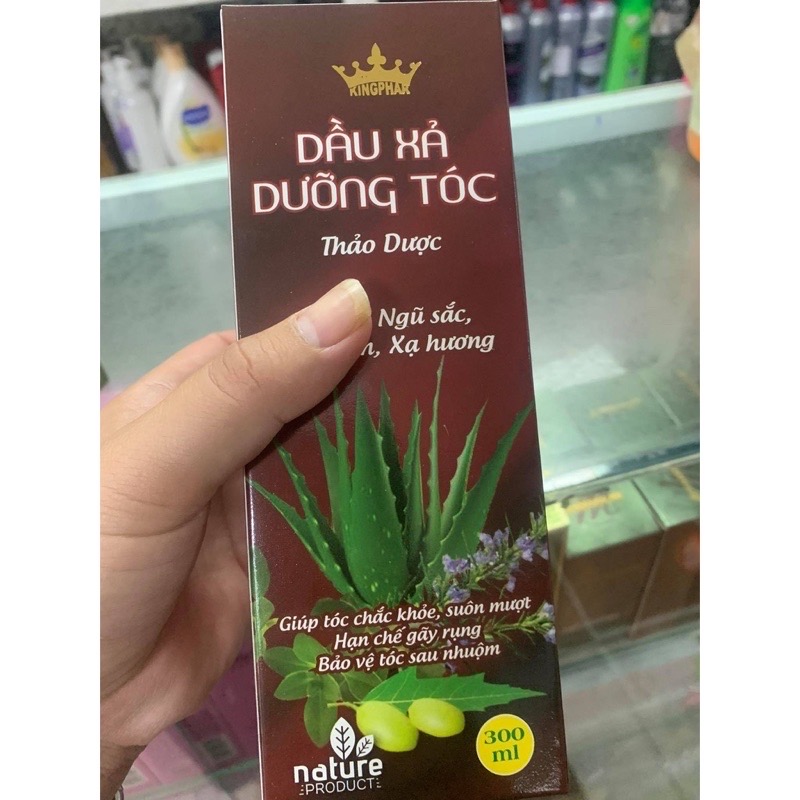 KINGPHAR
DẦU XẢ
DƯỠNG TÓC
Thảo Dược
Ngũ sắc,
Xạ hương
Giúp tóc chắc khỏe, suôn mượt
Hạn chế gãy rụng
Bảo vệ tóc sau nhuộm
300
ml
nature
PRODUCT